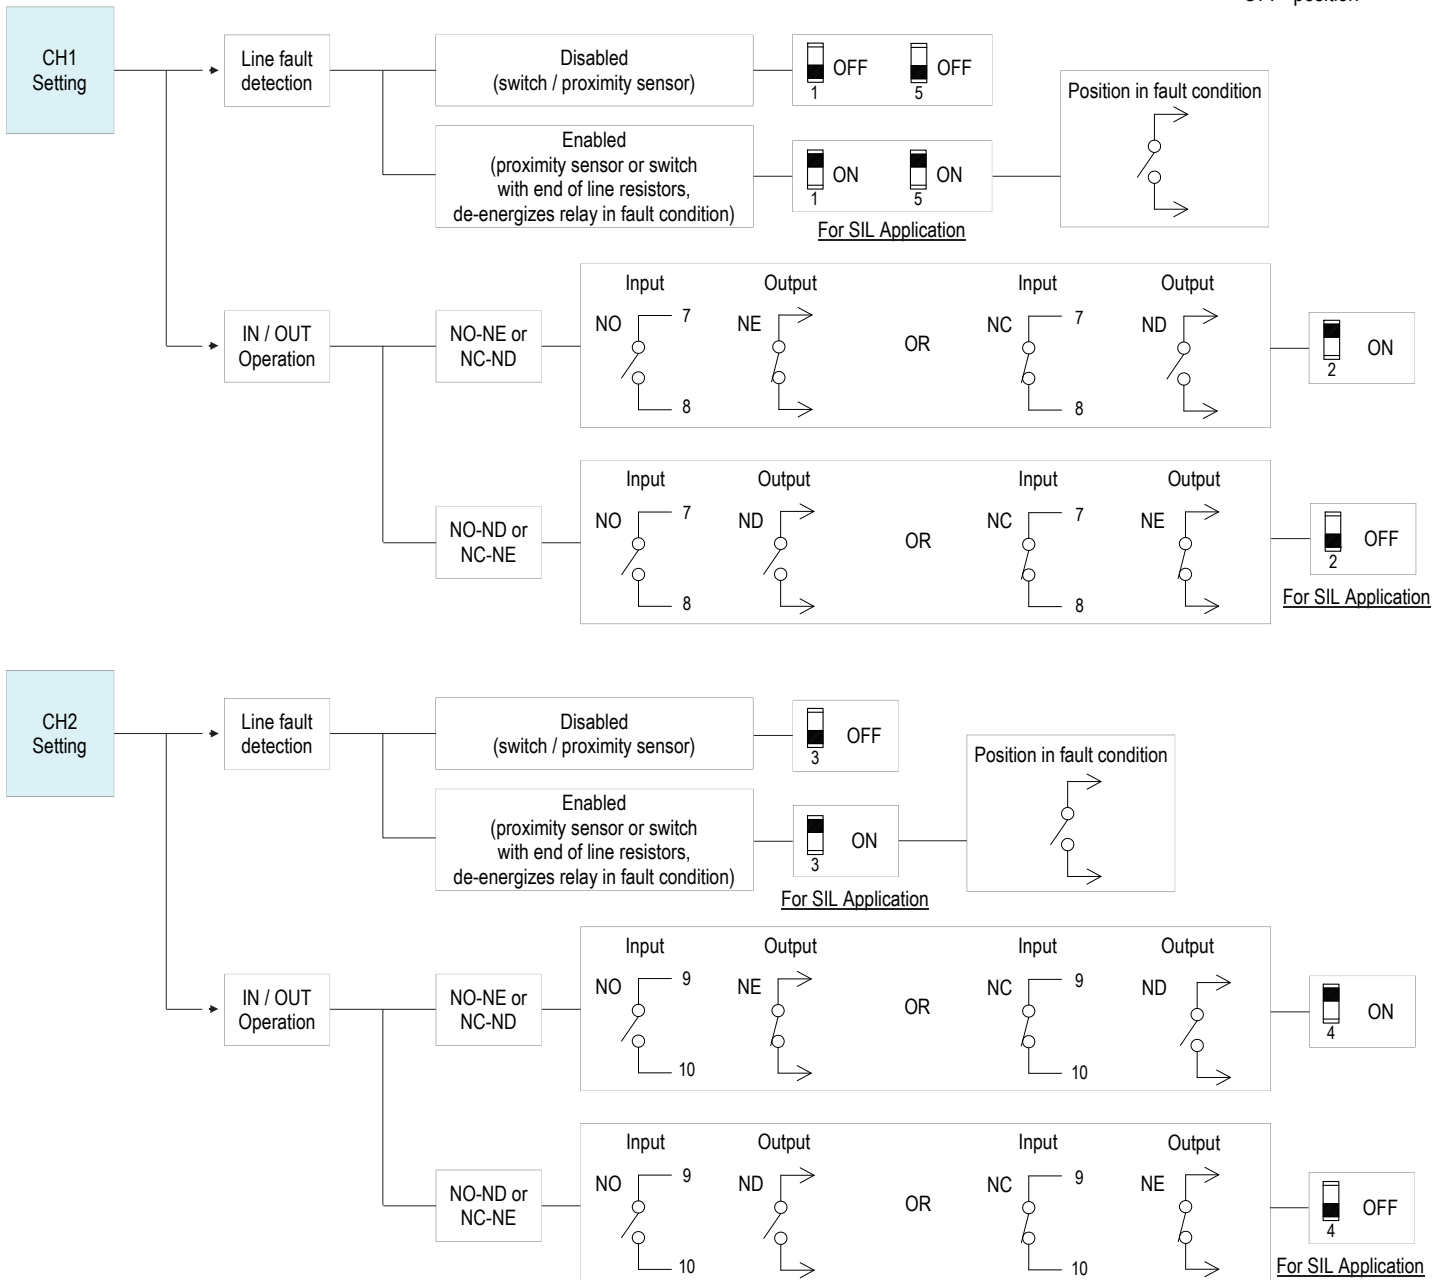 OFF" position
CH1
Setting
Line fault
detection
Disabled
(switch / proximity sensor)
1
OFF
5
OFF
Enabled
(proximity sensor or switch
with end of line resistors,
de-energizes relay in fault condition)
1
ON
5
ON
For SIL Application
Position in fault condition
IN / OUT
Operation
NO-NE or
NC-ND
Input
NO
7
8
Output
NE
OR
Input
NC
7
8
Output
ND
2
ON
NO-ND or
NC-NE
Input
NO
7
8
Output
ND
OR
Input
NC
7
8
Output
NE
2
OFF
For SIL Application
CH2
Setting
Line fault
detection
Disabled
(switch / proximity sensor)
3
OFF
Enabled
(proximity sensor or switch
with end of line resistors,
de-energizes relay in fault condition)
3
ON
For SIL Application
Position in fault condition
IN / OUT
Operation
NO-NE or
NC-ND
Input
NO
9
10
Output
NE
OR
Input
NC
9
10
Output
ND
4
ON
NO-ND or
NC-NE
Input
NO
9
10
Output
ND
OR
Input
NC
9
10
Output
NE
4
OFF
For SIL Application